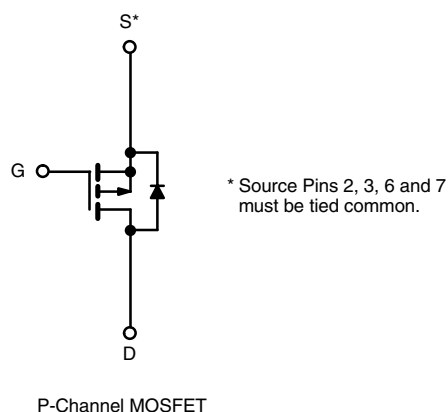 S*
G
* Source Pins 2, 3, 6 and 7
must be tied common.
D
P-Channel MOSFET